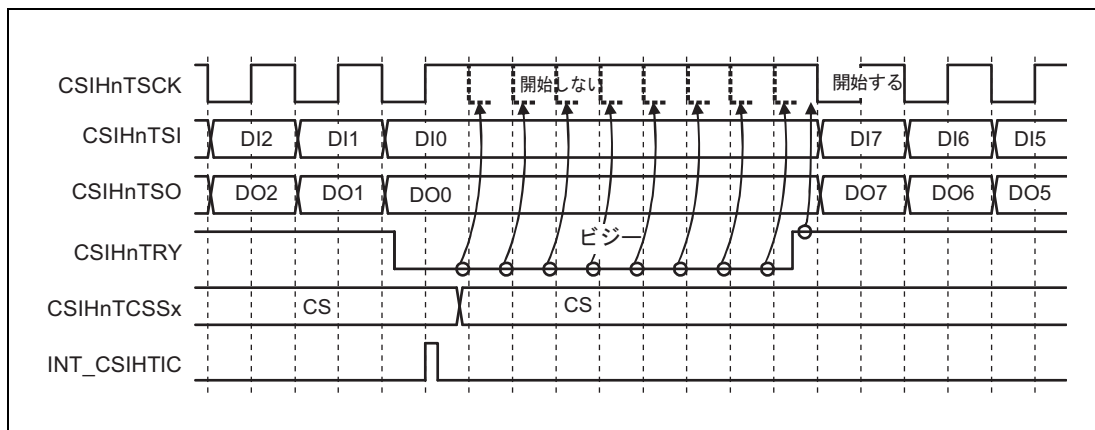 CSIHnTSCK 開始しない 開始する
CSIHnTSI DI2 DI1 DI0 DI7 DI6 DI5
CSIHnTSO DO2 DO1 DO0 DO7 DO6 DO5
CSIHnTRY ビジー
CSIHnTCSSx CS CS
INT_CSIHTIC